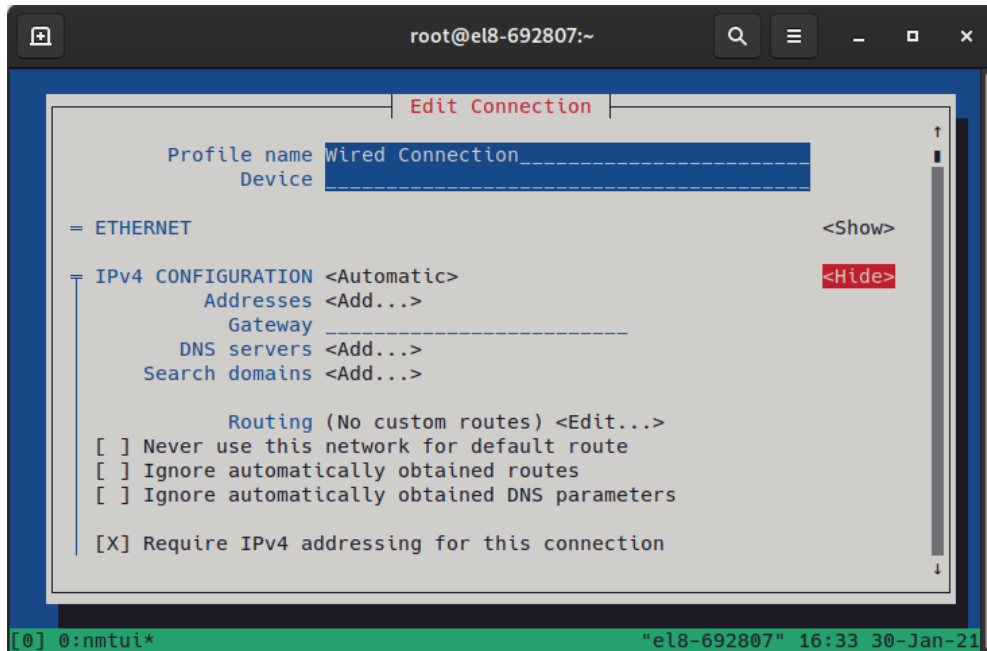 root@el8-692807:~
Edit Connection
Profile name Wired Connection________________________
Device ________________________________________
= ETHERNET <Show>
╤ IPv4 CONFIGURATION <Automatic> <Hide>
Addresses <Add...>
Gateway _________________________
DNS servers <Add...>
Search domains <Add...>
Routing (No custom routes) <Edit...>
[ ] Never use this network for default route
[ ] Ignore automatically obtained routes
[ ] Ignore automatically obtained DNS parameters
[X] Require IPv4 addressing for this connection
[0] 0:nmtui* "el8-692807" 16:33 30-Jan-21